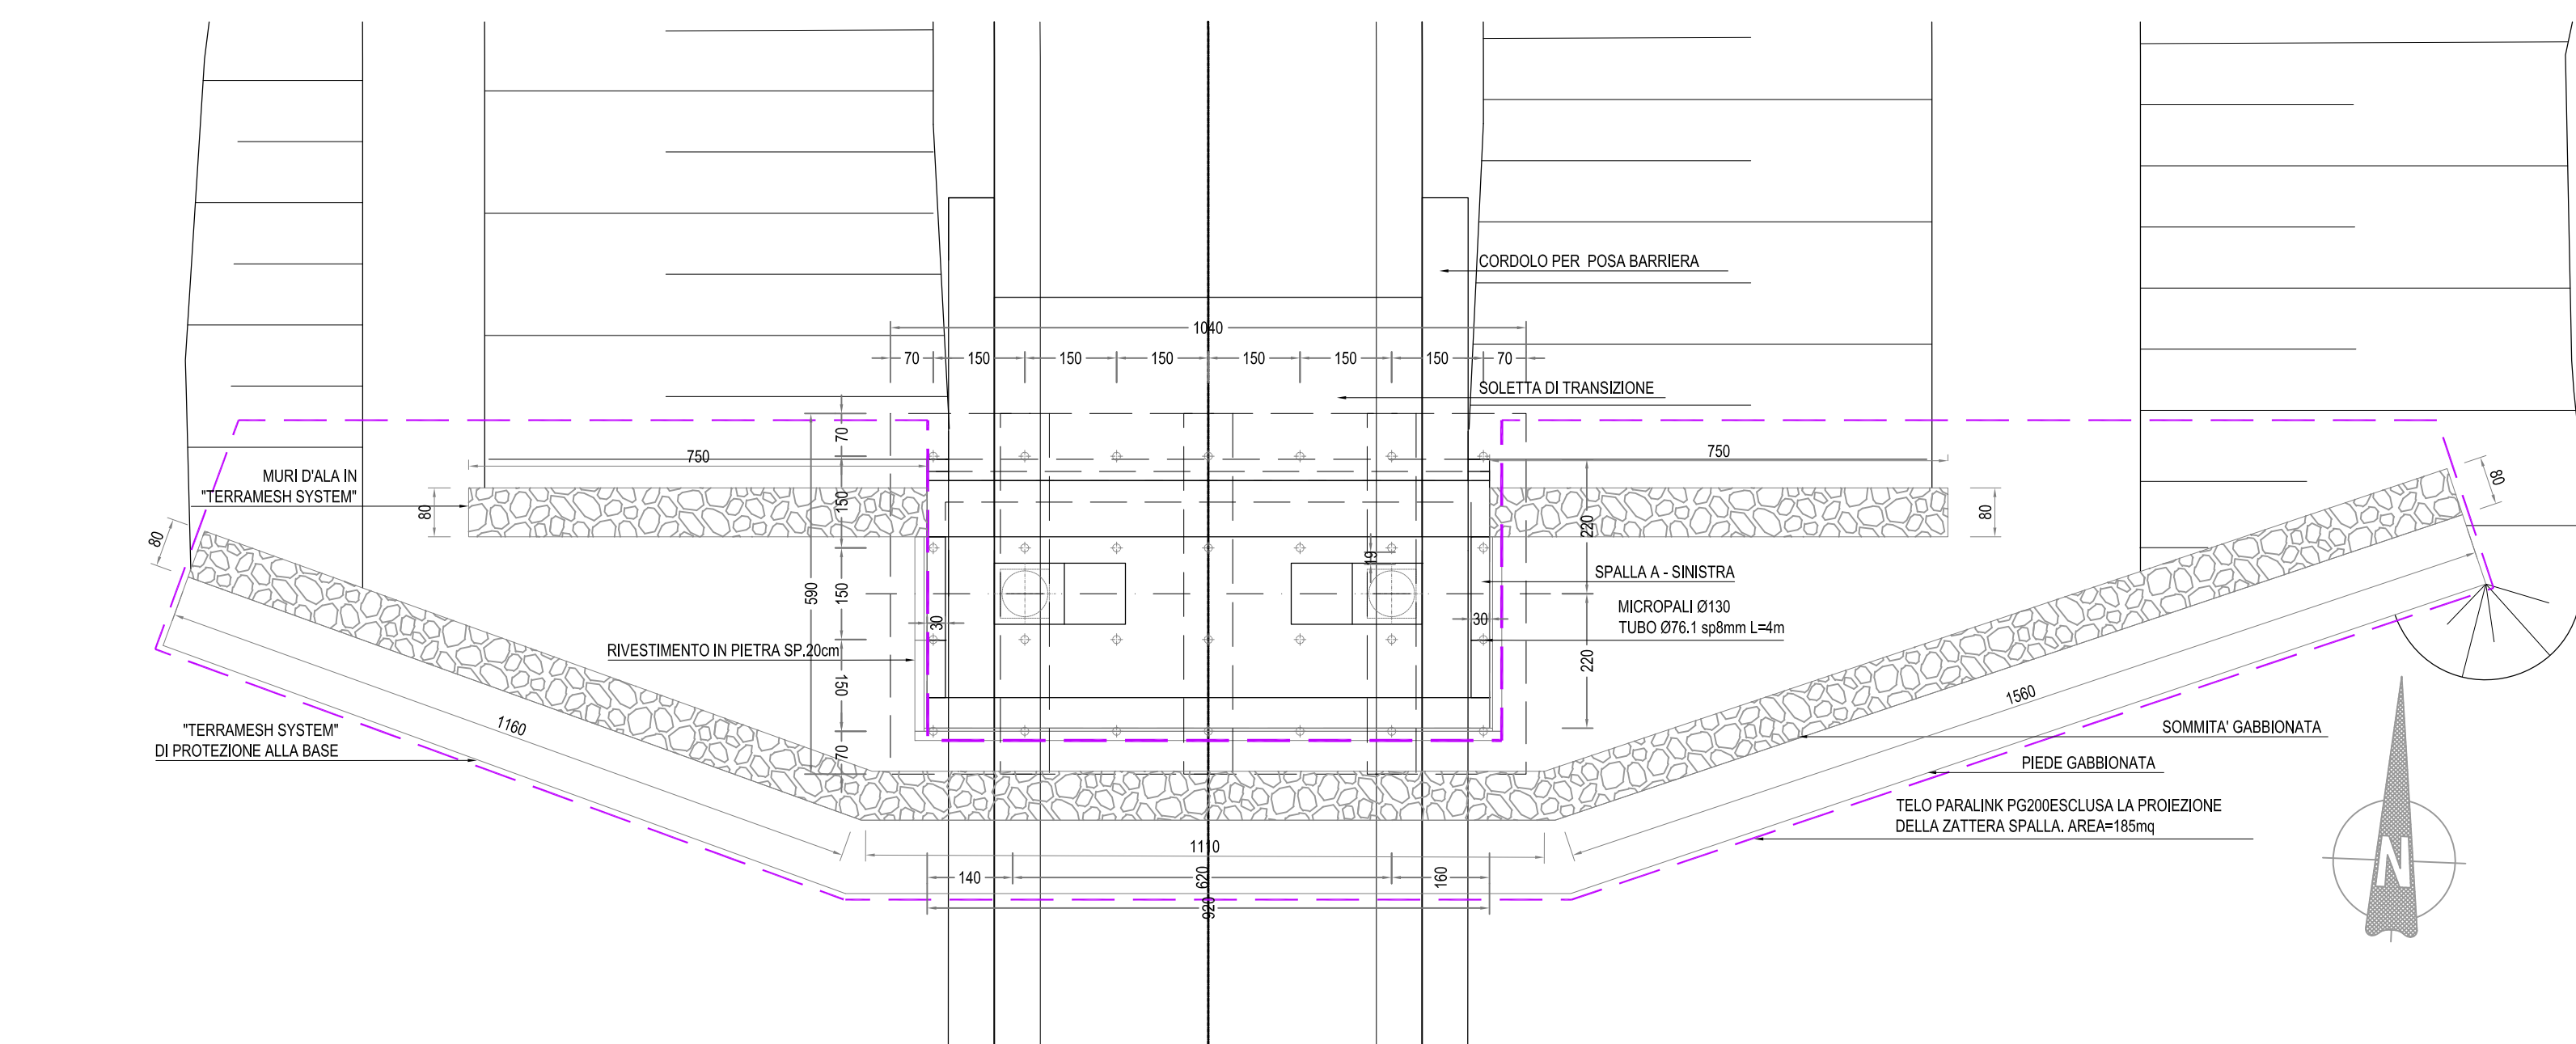 CORDOLO PER POSA BARRIERA
1040
70
150
150
150
150
150
150
70
SOLETTA DI TRANSIZIONE
MURI D'ALA IN
"TERRAMESH SYSTEM"
750
750
70
150
150
150
70
590
80
80
80
80
220
220
19
30
30
SPALLA A - SINISTRA
MICROPALI Ø130
TUBO Ø76.1 sp8mm L=4m
RIVESTIMENTO IN PIETRA SP.20cm
"TERRAMESH SYSTEM"
DI PROTEZIONE ALLA BASE
1160
1560
SOMMITA' GABBIONATA
PIEDE GABBIONATA
TELO PARALINK PG200ESCLUSA LA PROIEZIONE
DELLA ZATTERA SPALLA. AREA=185mq
1110
140
620
160
920
N